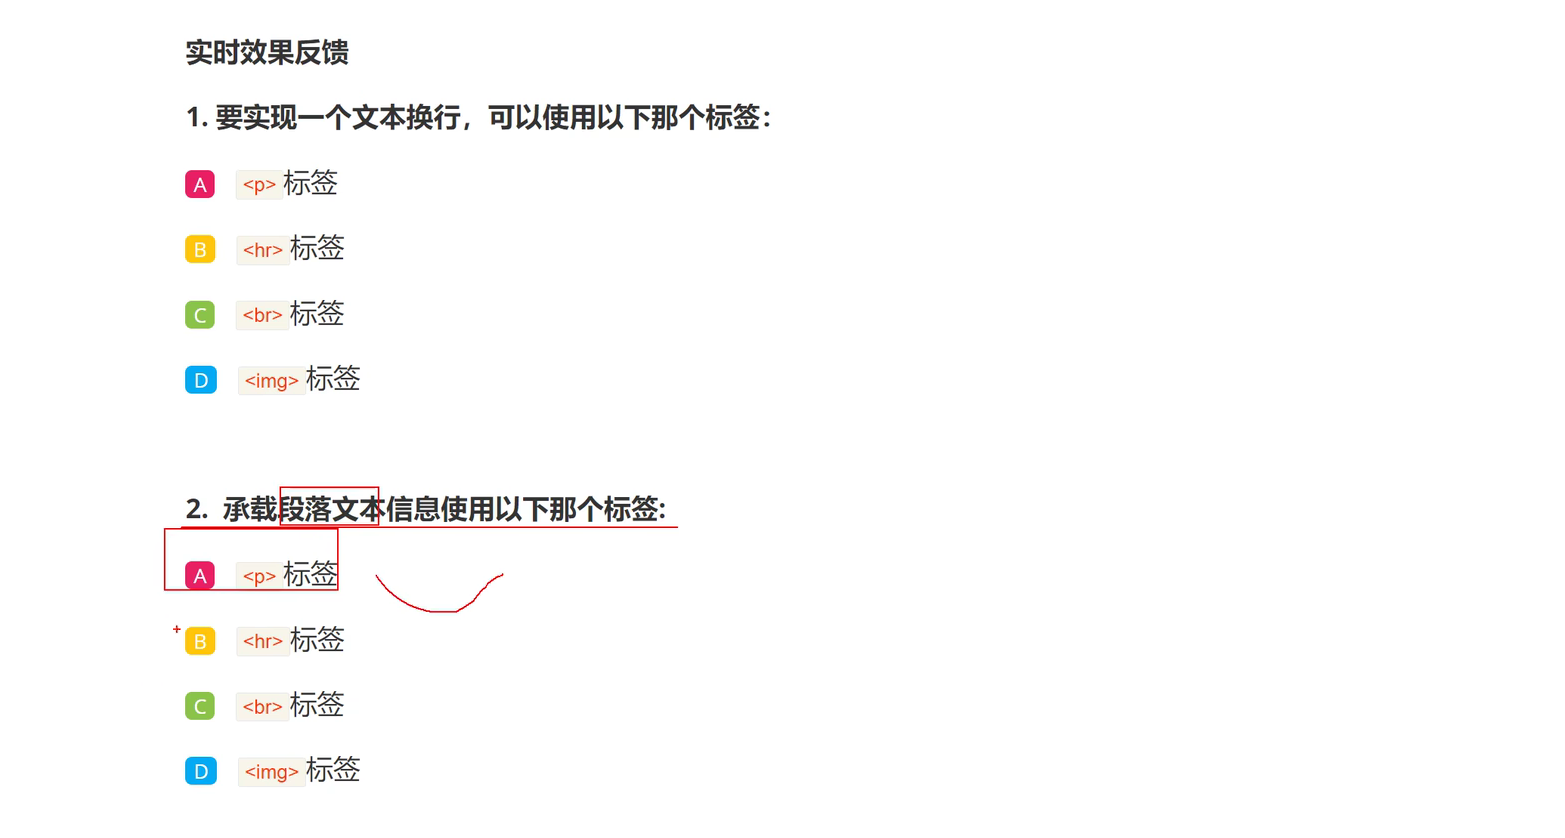 实时效果反馈
1. 要实现一个文本换行，可以使用以下那个标签：
A <p> 标签
B <hr> 标签
C <br> 标签
D <img> 标签
2. 承载段落文本信息使用以下那个标签:
A <p> 标签
B <hr> 标签
C <br> 标签
D <img> 标签